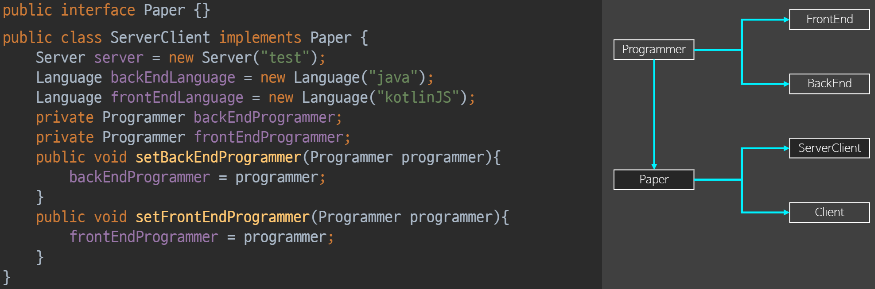 public interface Paper {}
public class ServerClient implements Paper {
Server server = new Server("test");
Language backEndLanguage = new Language("java");
Language frontEndLanguage = new Language("kotlinJS");
private Programmer backEndProgrammer;
private Programmer frontEndProgrammer;
public void setBackEndProgrammer(Programmer programmer){
backEndProgrammer = programmer;
}
public void setFrontEndProgrammer(Programmer programmer){
frontEndProgrammer = programmer;
}
}
FrontEnd
Programmer
BackEnd
ServerClient
Paper
Client